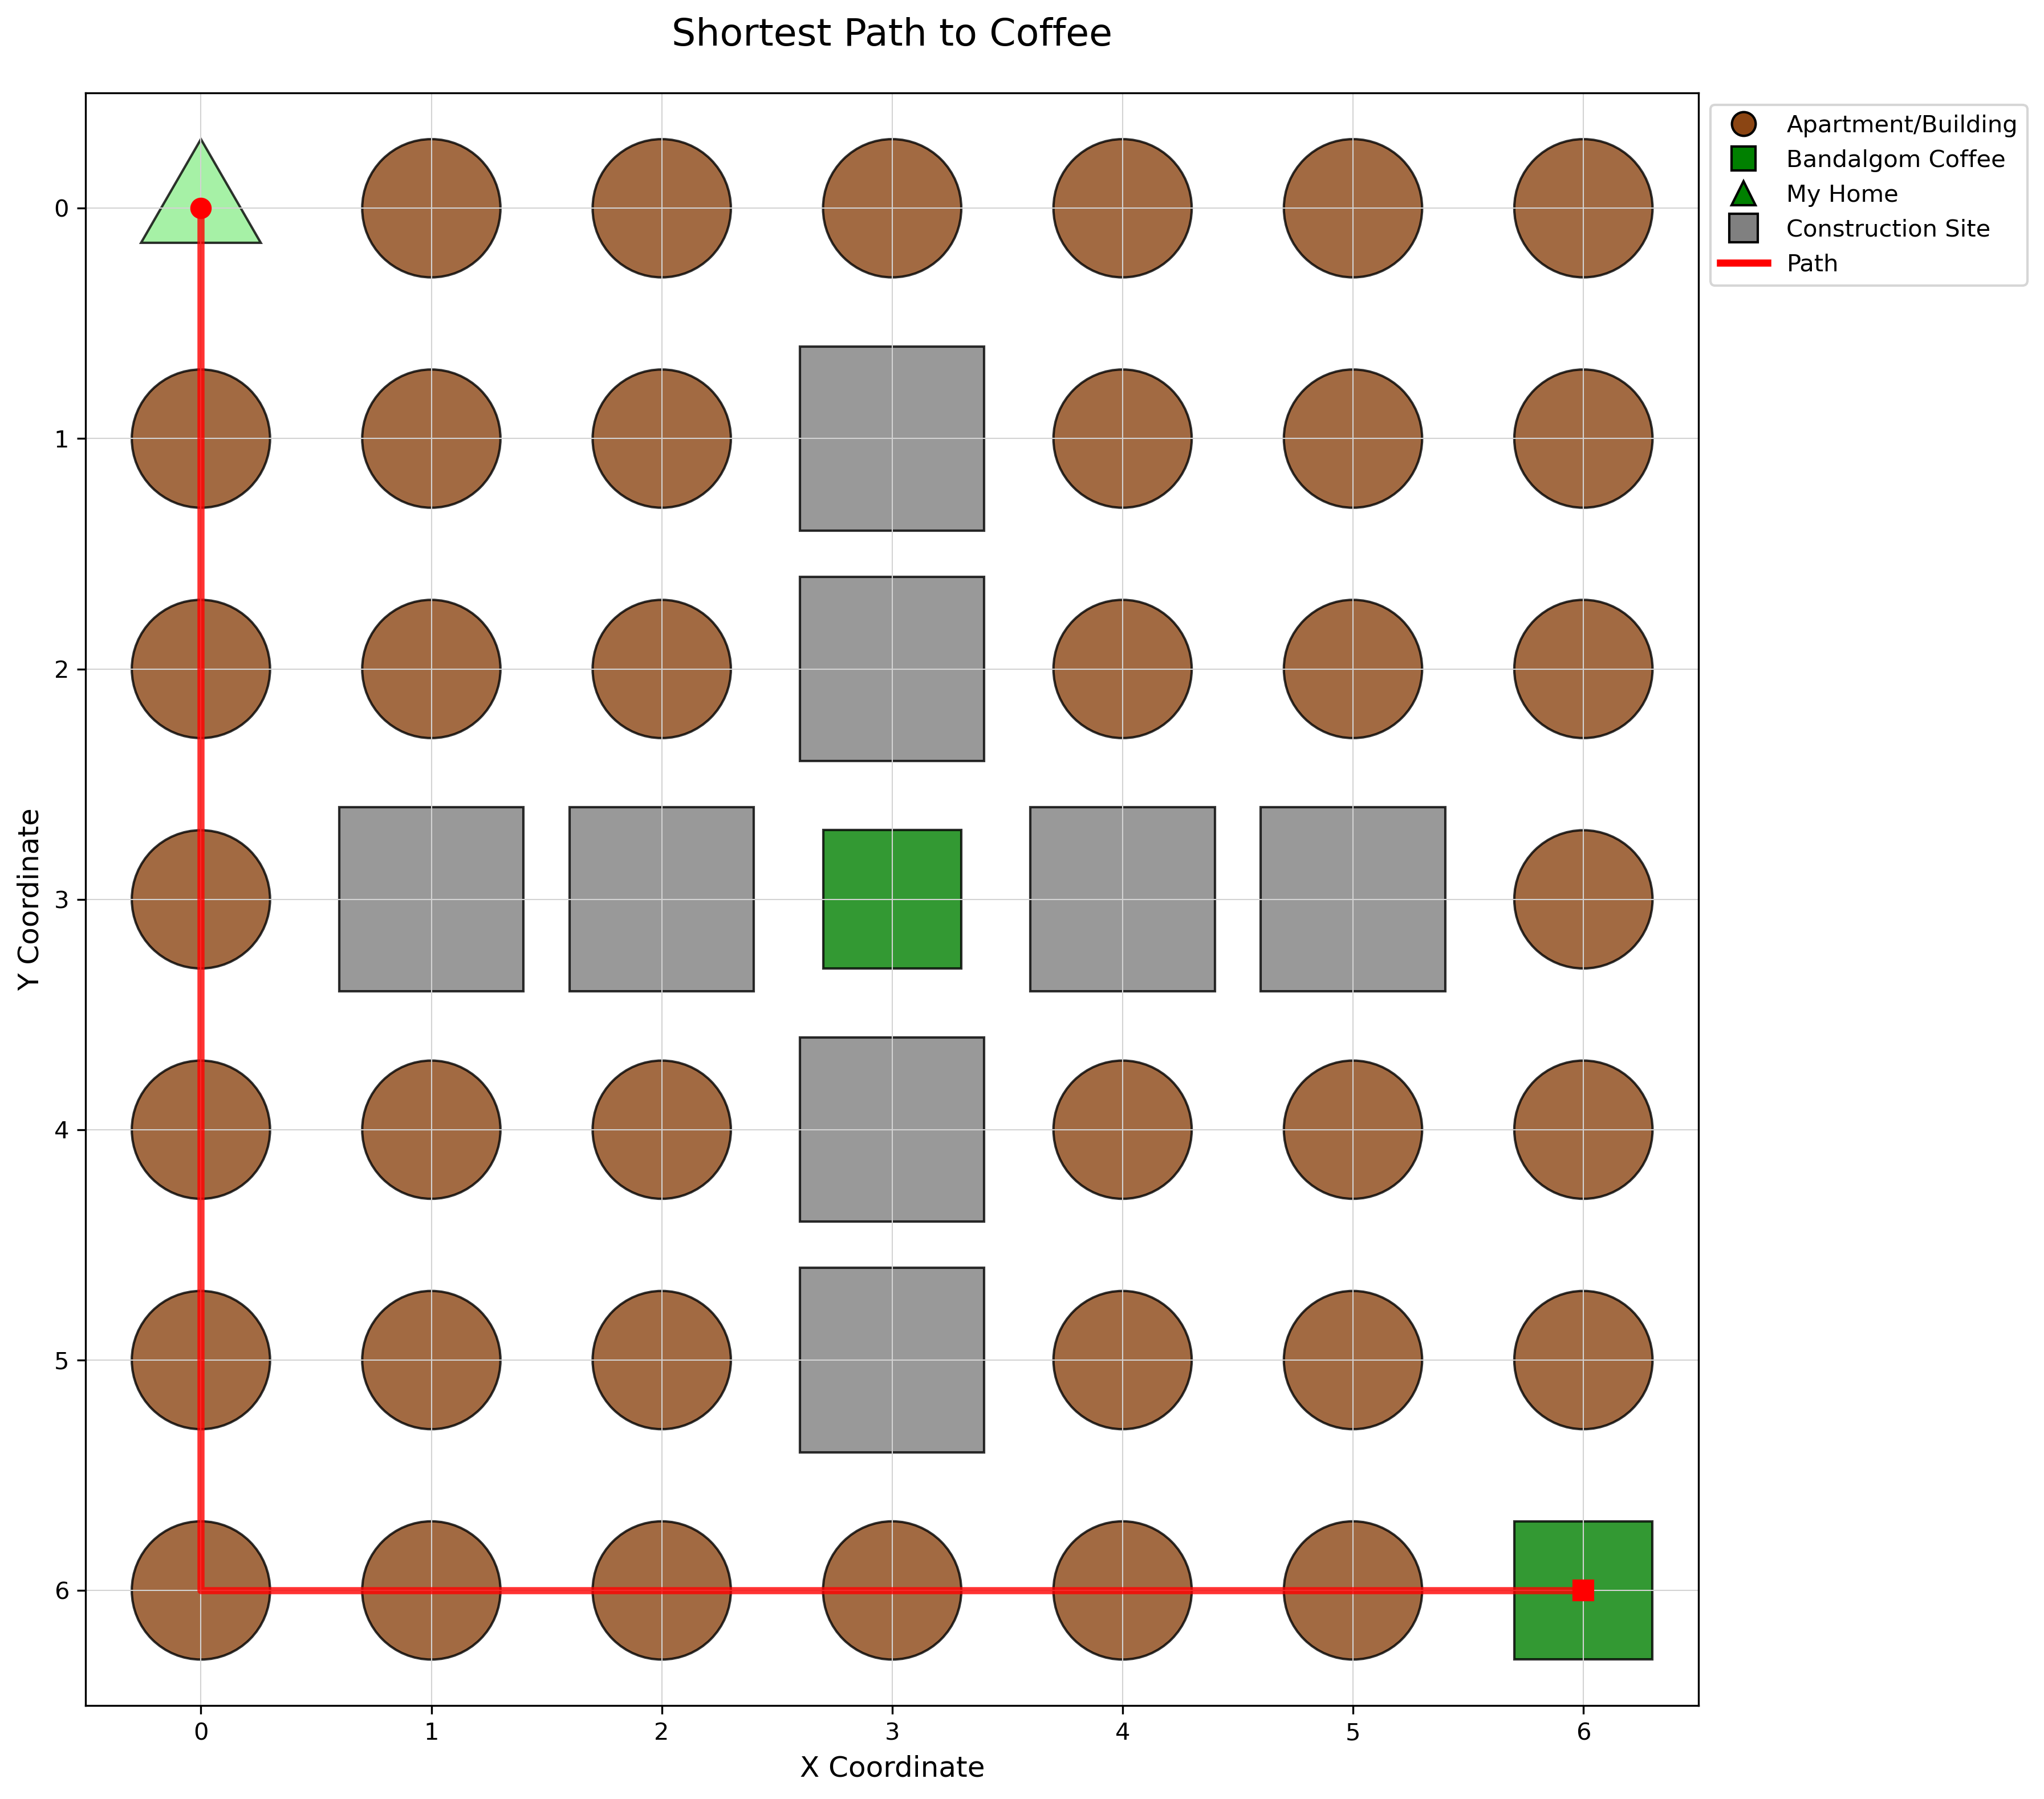 Shortest Path to Coffee
Apartment/Building
Bandalgom Coffee
My Home
Construction Site
Path
Y Coordinate
0
1
2
3
4
5
6
0 1 2 3 4 5 6
X Coordinate